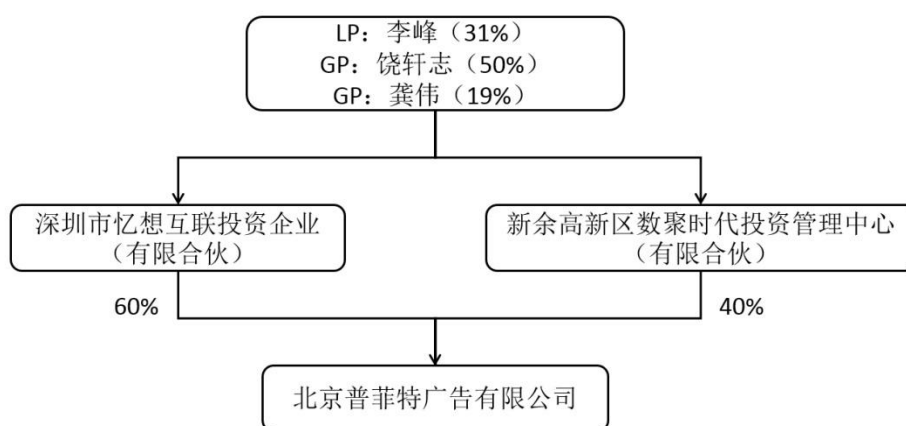 LP：李峰（31%）
GP：饶轩志（50%）
GP：龚伟（19%）
深圳市忆想互联投资企业
（有限合伙）
新余高新区数聚时代投资管理中心
（有限合伙）
60%
40%
北京普菲特广告有限公司